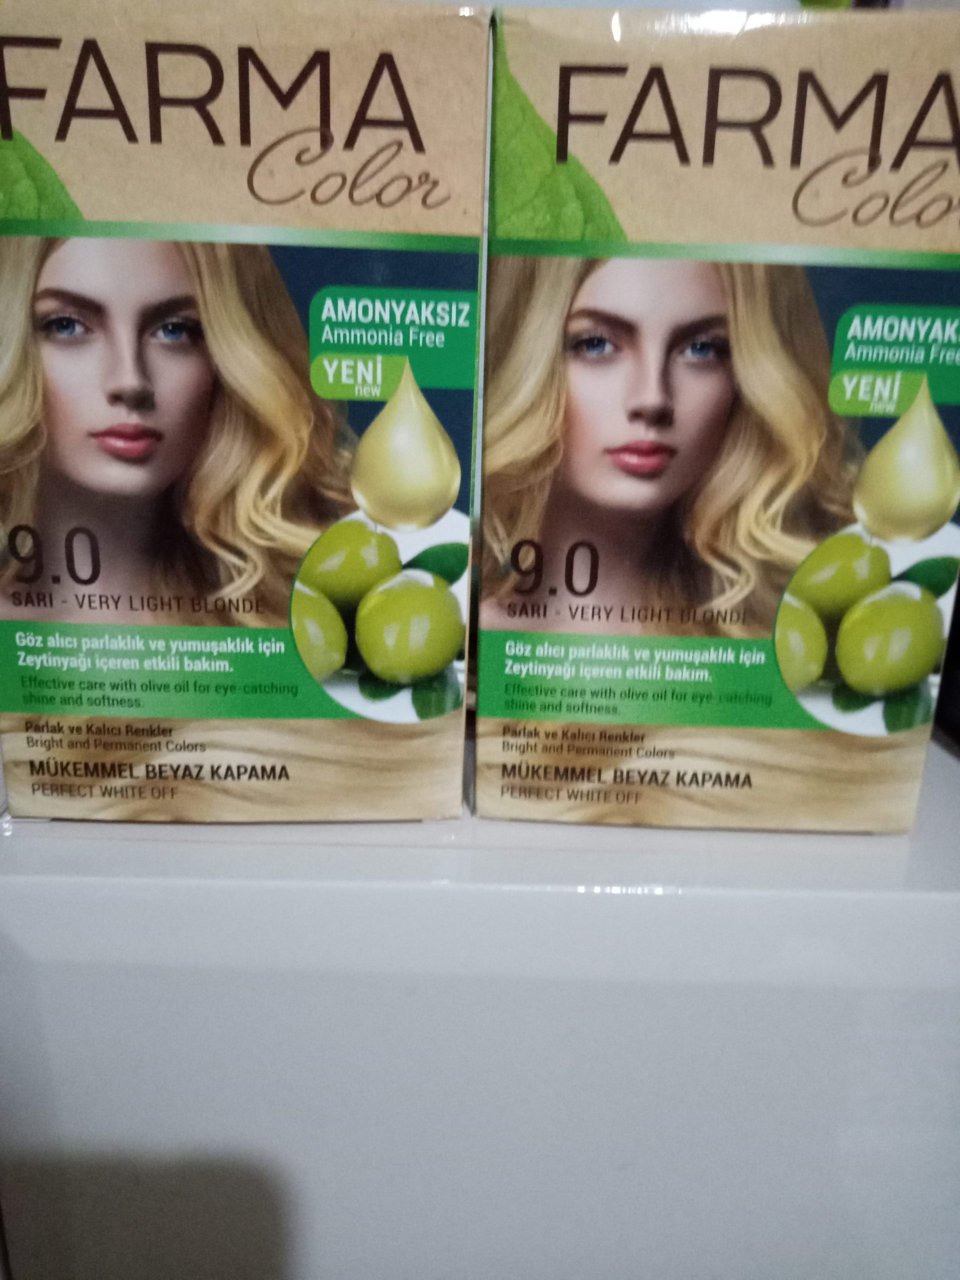 FARMA
Color
AMONYAKSIZ
Ammonia Free
YENİ
new
9.0
SARI - VERY LIGHT BLONDE
Göz alıcı parlaklık ve yumuşaklık için
Zeytinyağı içeren etkili bakım.
Effective care with olive oil for eye-catching
shine and softness.
Parlak ve Kalıcı Renkler
Bright and Permanent Colors
MÜKEMMEL BEYAZ KAPAMA
PERFECT WHITE OFF
FARMA
Color
AMONYAKS
Ammonia Free
YENİ
new
9.0
SARI - VERY LIGHT BLONDE
Göz alıcı parlaklık ve yumuşaklık için
Zeytinyağı içeren etkili bakım.
Effective care with olive oil for eye-catching
shine and softness.
Parlak ve Kalıcı Renkler
Bright and Permanent Colors
MÜKEMMEL BEYAZ KAPAMA
PERFECT WHITE OFF